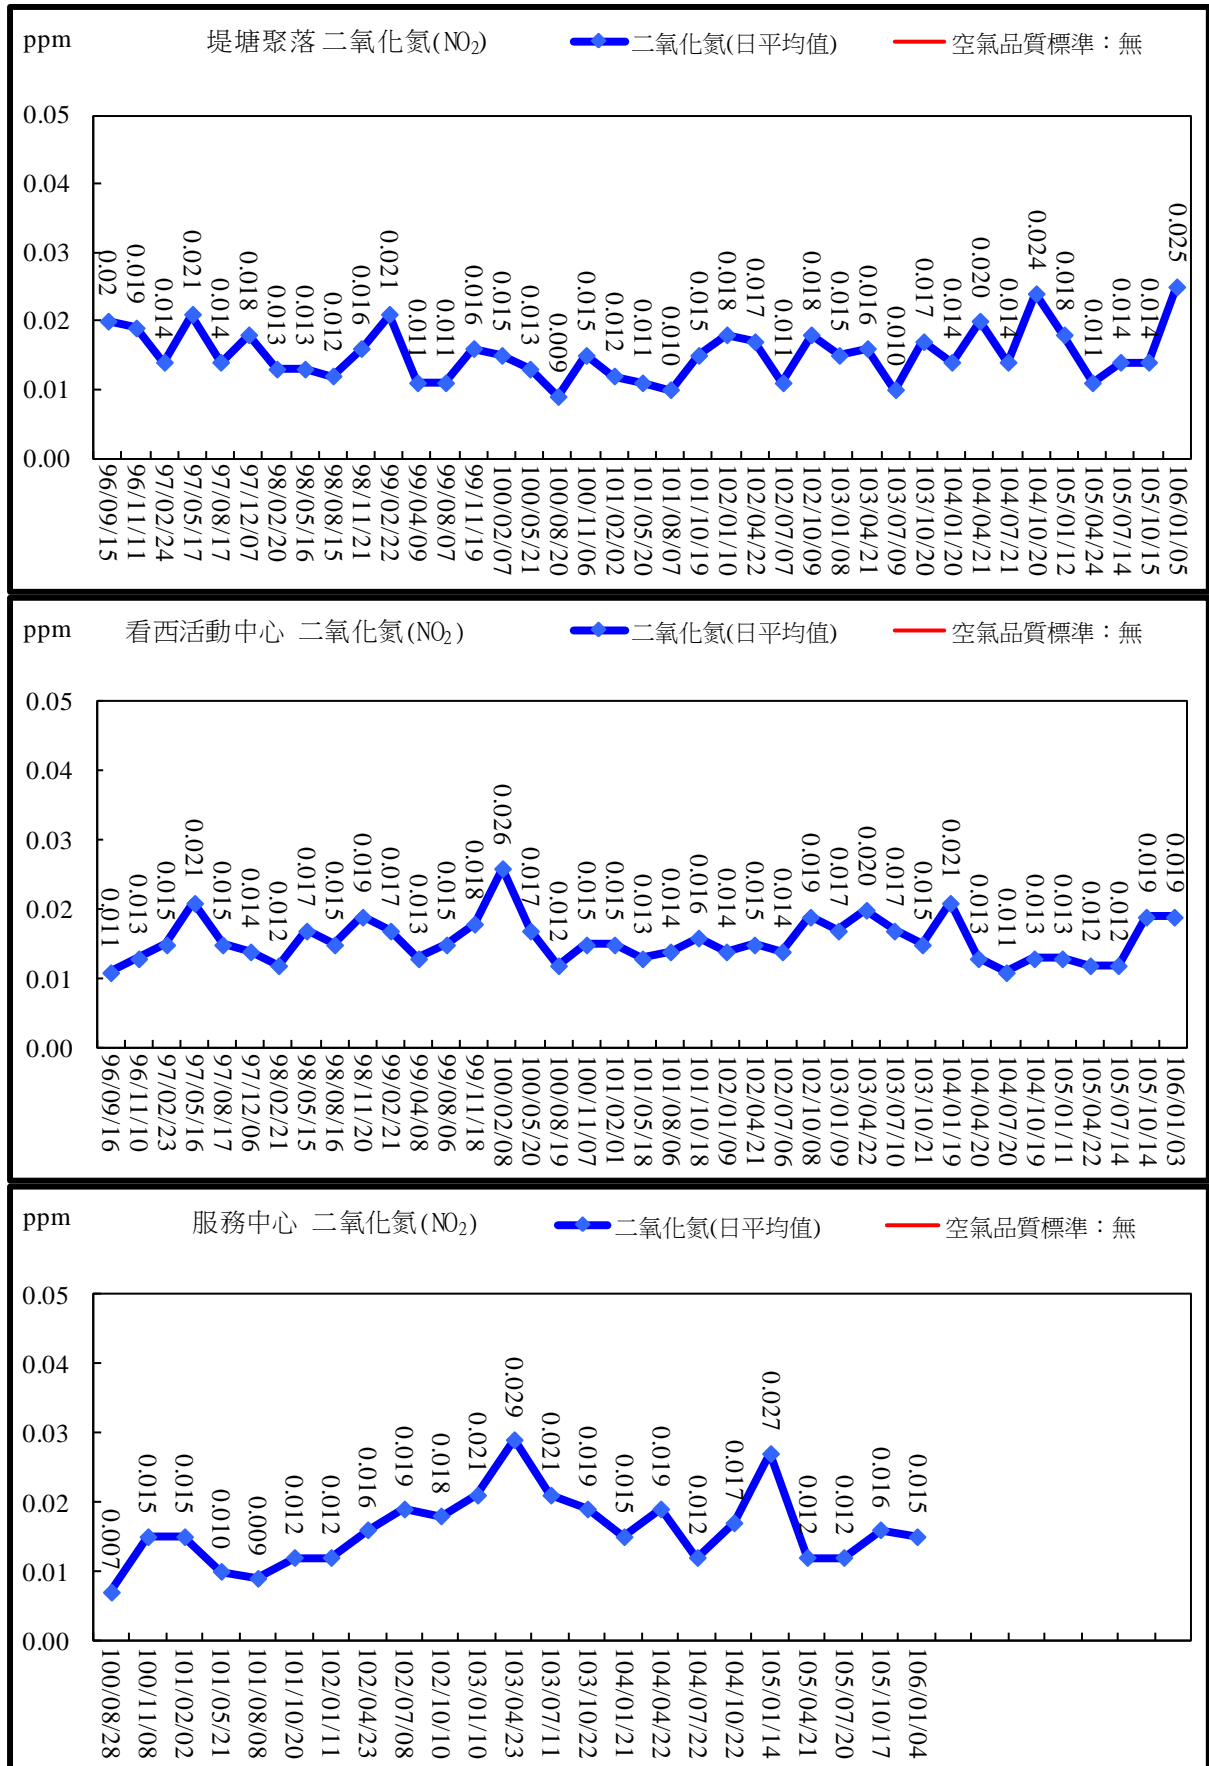 ppm 堤塘聚落 二氧化氮(NO₂) 二氧化氮(日平均值) 空氣品質標準：無
0.05
0.04
0.03
0.02
0.01
0.00
0.02 0.019 0.014 0.021 0.014 0.018 0.013 0.013 0.012 0.016 0.021 0.011 0.011 0.016 0.015 0.013 0.009 0.015 0.012 0.011 0.010 0.015 0.018 0.017 0.011 0.018 0.015 0.016 0.010 0.017 0.014 0.020 0.014 0.024 0.018 0.011 0.014 0.014 0.025
96/09/15 96/11/11 97/02/24 97/05/17 97/08/17 97/12/07 98/02/20 98/05/16 98/08/15 98/11/21 99/02/22 99/04/09 99/08/07 99/11/19 100/02/07 100/05/21 100/08/20 100/11/06 101/02/02 101/05/20 101/08/07 101/10/19 102/01/10 102/04/22 102/07/07 102/10/09 103/01/08 103/04/21 103/07/09 103/10/20 104/01/20 104/04/21 104/07/21 104/10/20 105/01/12 105/04/24 105/07/14 105/10/15 106/01/05
ppm 看西活動中心 二氧化氮(NO₂) 二氧化氮(日平均值) 空氣品質標準：無
0.05
0.04
0.03
0.02
0.01
0.00
0.011 0.013 0.015 0.021 0.015 0.014 0.012 0.017 0.015 0.019 0.017 0.013 0.015 0.018 0.026 0.017 0.012 0.015 0.015 0.013 0.014 0.016 0.014 0.015 0.014 0.019 0.017 0.020 0.017 0.015 0.021 0.013 0.011 0.013 0.013 0.012 0.012 0.019 0.019
96/09/16 96/11/10 97/02/23 97/05/16 97/08/17 97/12/06 98/02/21 98/05/15 98/08/16 98/11/20 99/02/21 99/04/08 99/08/06 99/11/18 100/02/08 100/05/20 100/08/19 100/11/07 101/02/01 101/05/18 101/08/06 101/10/18 102/01/09 102/04/21 102/07/06 102/10/08 103/01/09 103/04/22 103/07/10 103/10/21 104/01/19 104/04/20 104/07/20 104/10/19 105/01/11 105/04/22 105/07/14 105/10/14 106/01/03
ppm 服務中心 二氧化氮(NO₂) 二氧化氮(日平均值) 空氣品質標準：無
0.05
0.04
0.03
0.02
0.01
0.00
0.007 0.015 0.015 0.010 0.009 0.012 0.012 0.016 0.019 0.018 0.021 0.029 0.021 0.019 0.015 0.019 0.012 0.017 0.027 0.012 0.012 0.016 0.015
100/08/28 100/11/08 101/02/02 101/05/21 101/08/08 101/10/20 102/01/11 102/04/23 102/07/08 102/10/10 103/01/10 103/04/23 103/07/11 103/10/22 104/01/21 104/04/22 104/07/22 104/10/22 105/01/14 105/04/21 105/07/20 105/10/17 106/01/04